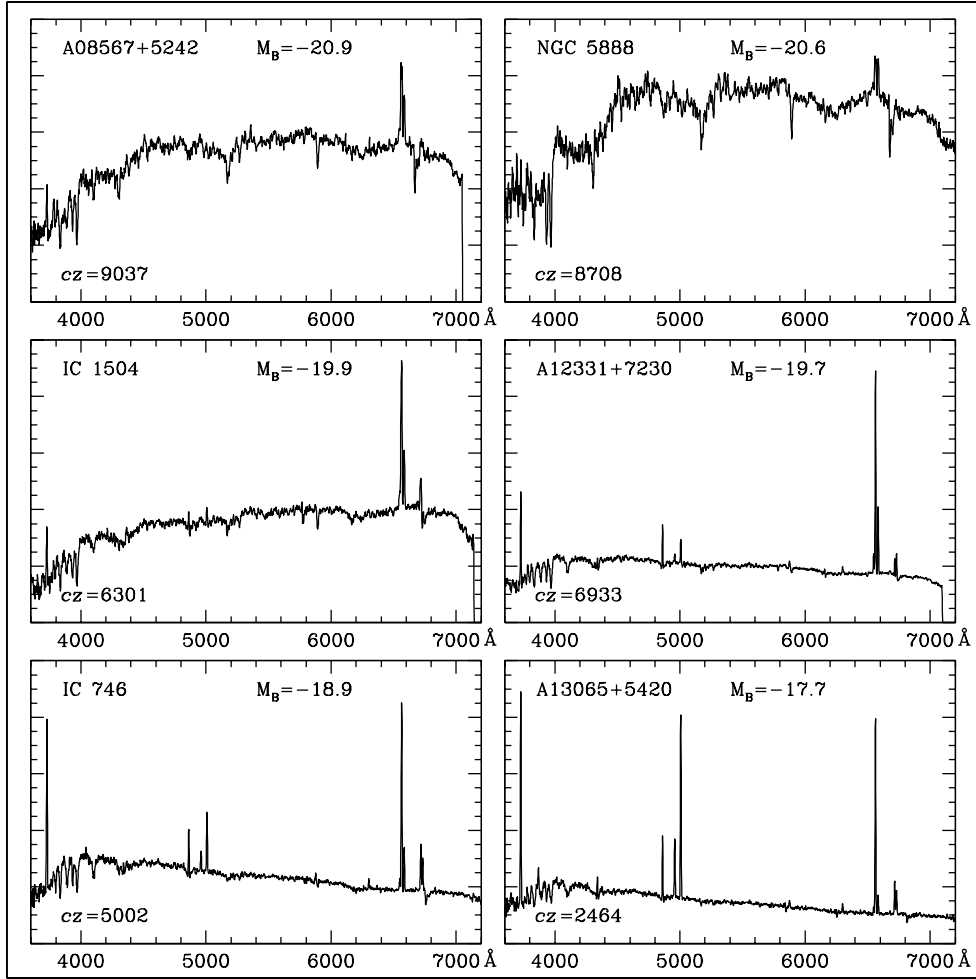 A08567+5242 M_B=−20.9
cz=9037
4000 5000 6000 7000 Å
NGC 5888 M_B=−20.6
cz=8708
4000 5000 6000 7000 Å
IC 1504 M_B=−19.9
cz=6301
4000 5000 6000 7000 Å
A12331+7230 M_B=−19.7
cz=6933
4000 5000 6000 7000 Å
IC 746 M_B=−18.9
cz=5002
4000 5000 6000 7000 Å
A13065+5420 M_B=−17.7
cz=2464
4000 5000 6000 7000 Å